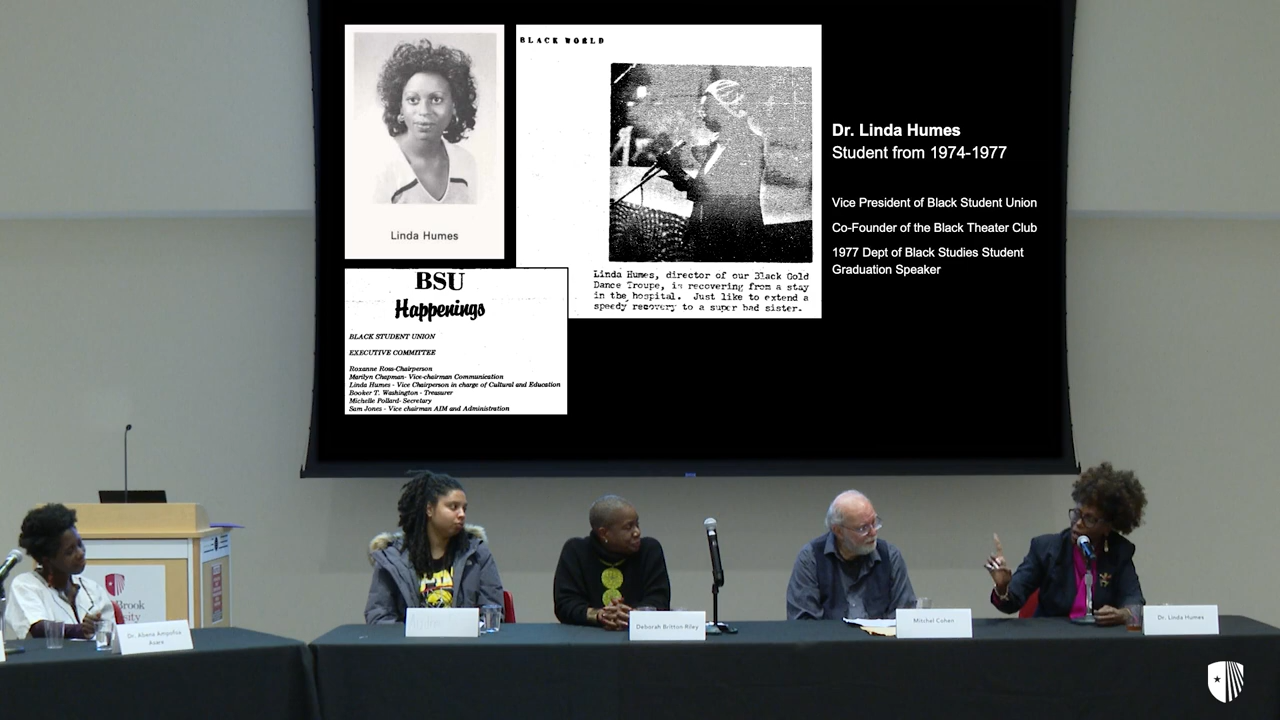 BLACK WORLD
Linda Humes
Linda Humes, director of our Black Gold
Dance Troupe, is recovering from a stay
in the hospital. Just like to extend a
speedy recovery to a super bad sister.
Dr. Linda Humes
Student from 1974-1977
Vice President of Black Student Union
Co-Founder of the Black Theater Club
1977 Dept of Black Studies Student
Graduation Speaker
BSU
Happenings
BLACK STUDENT UNION
EXECUTIVE COMMITTEE
Roxanne Ross-Chairperson
Marilyn Chapman- Vice-chairman Communication
Linda Humes - Vice Chairperson in charge of Cultural and Education
Booker T. Washington - Treasurer
Michelle Pollard- Secretary
Sam Jones - Vice chairman AIM and Administration
Brook
Dr. Abena Ampofoa
Asare
Deborah Britton Riley
Mitchel Cohen
Dr. Linda Humes